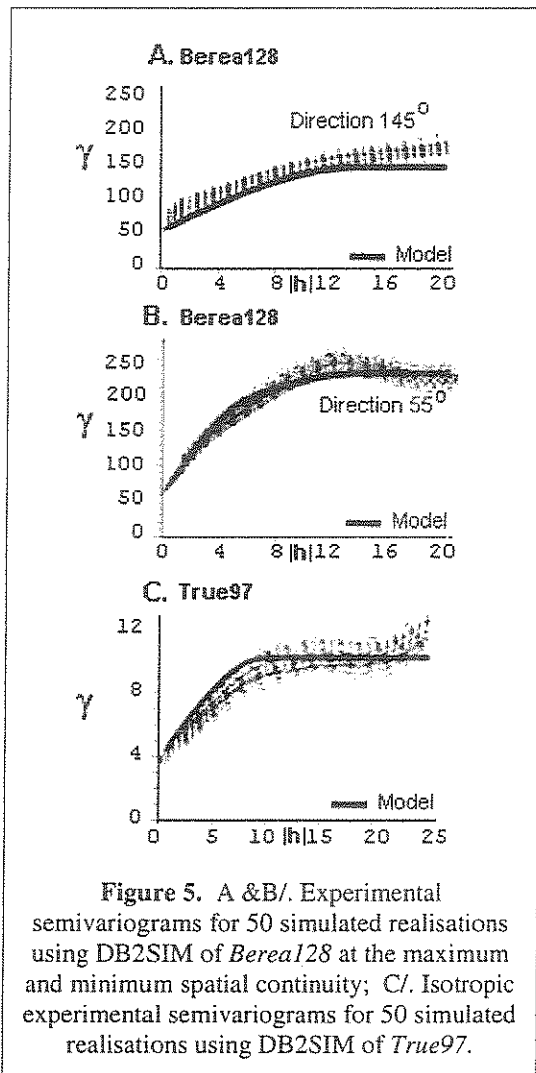 A. Berea128
250
200
γ
150
100
50
0
Direction 145°
Model
0 4 8 |h| 12 16 20
B. Berea128
250
200
γ
150
100
50
0
Direction 55°
Model
0 4 8 |h| 12 16 20
C. True97
12
8
γ
4
0
Model
0 5 10 |h| 15 20 25
Figure 5. A &B/. Experimental
semivariograms for 50 simulated realisations
using DB2SIM of Berea128 at the maximum
and minimum spatial continuity; C/. Isotropic
experimental semivariograms for 50 simulated
realisations using DB2SIM of True97.